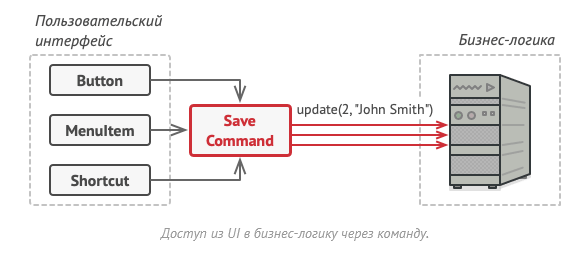 Пользовательский
интерфейс
Бизнес-логика
Button
MenuItem
Shortcut
Save
Command
update(2, "John Smith")
Доступ из UI в бизнес-логику через команду.